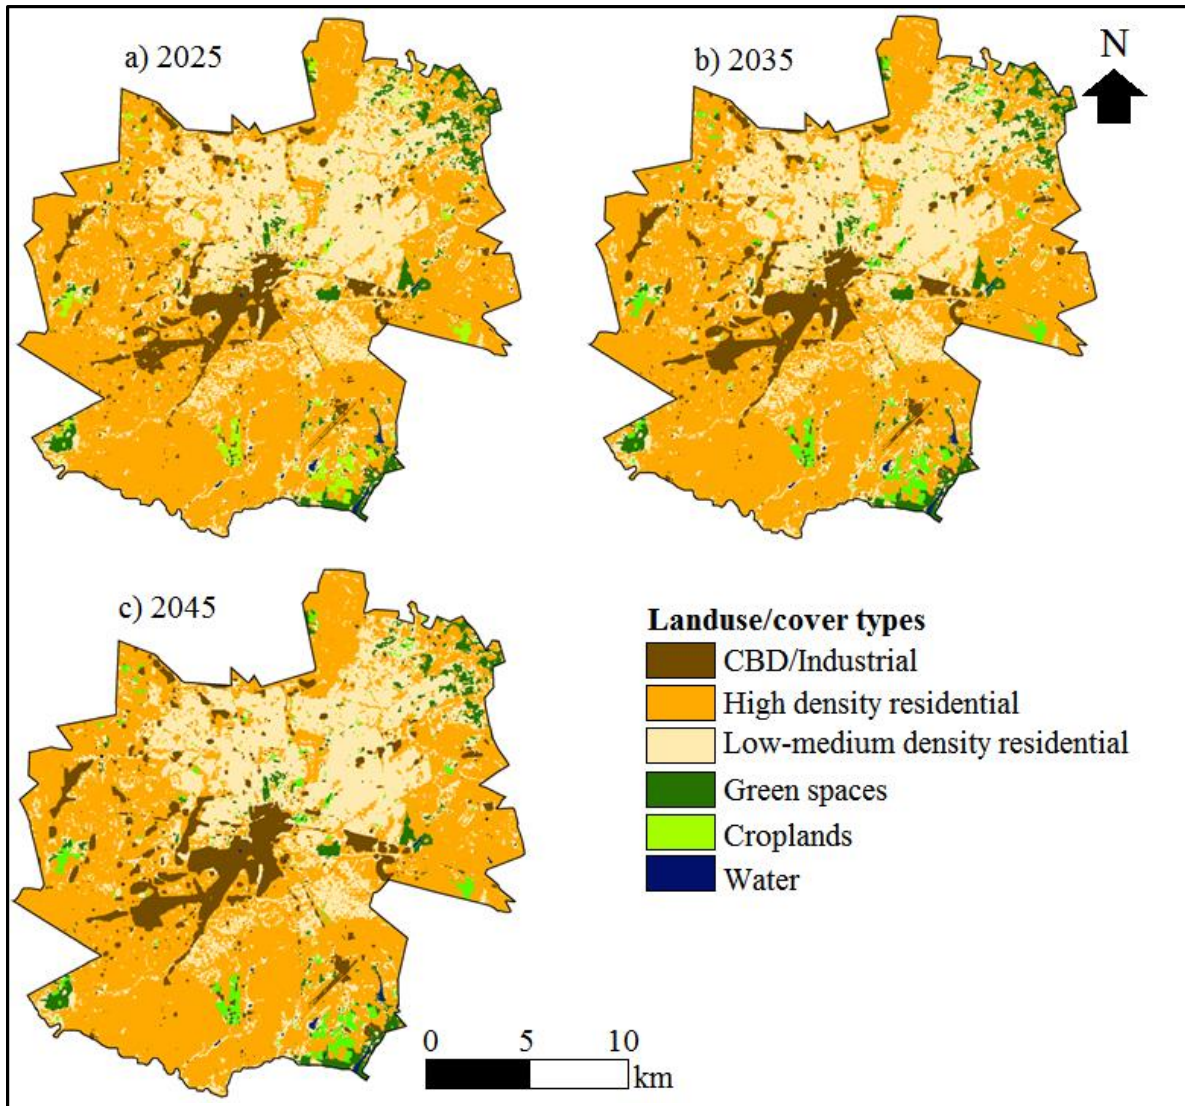 a) 2025
b) 2035
N
c) 2045
Landuse/cover types
CBD/Industrial
High density residential
Low-medium density residential
Green spaces
Croplands
Water
0 5 10
km